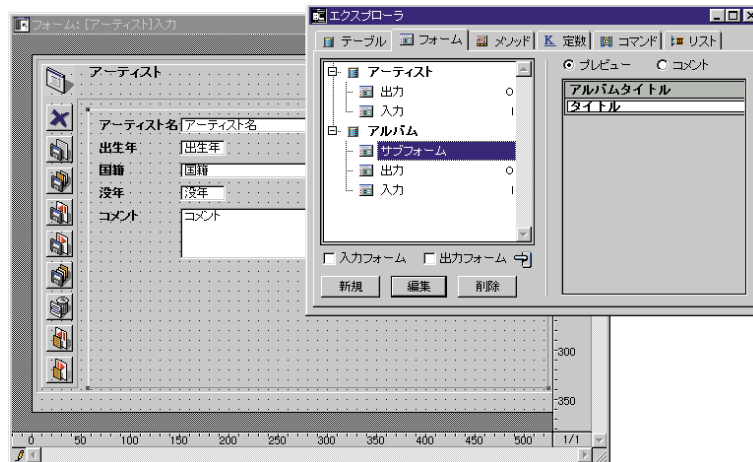 フォーム: [アーティスト]入力
アーティスト
アーティスト名 アーティスト名
出生年 出生年
国籍 国籍
没年 没年
コメント コメント
300
350
0 50 100 150 200 250 300 350 400 450 500 1/1
エクスプローラ
テーブル フォーム メソッド K 定数 コマンド リスト
アーティスト
出力 O
入力 I
アルバム
サブフォーム
出力 O
入力 I
入力フォーム 出力フォーム
新規 編集 削除
プレビュー コメント
アルバムタイトル
タイトル